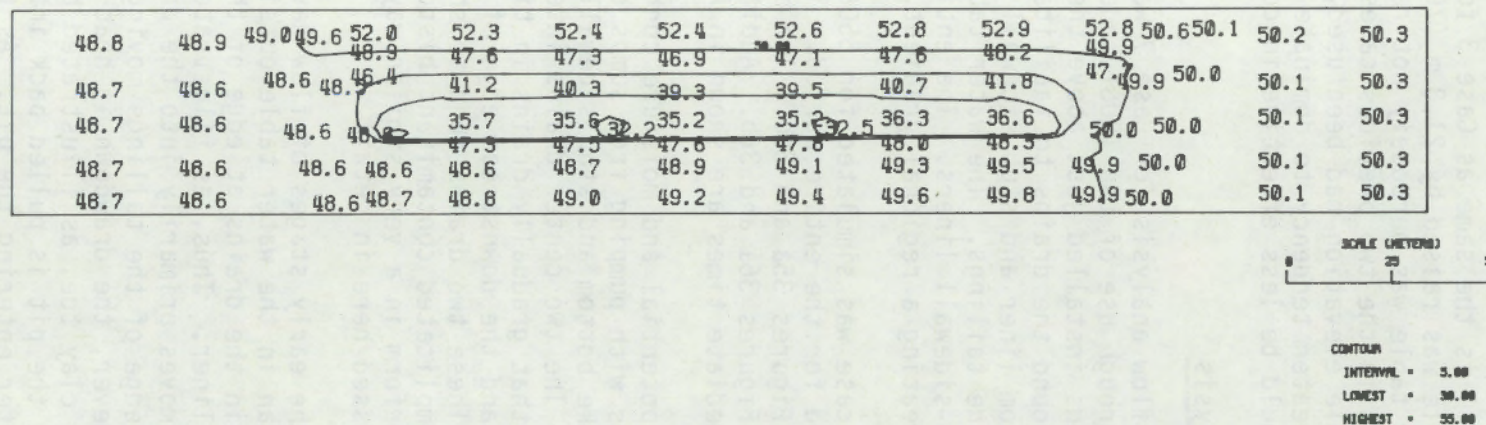 48.8 48.9 49.0 49.6 52.0 52.3 52.4 52.4 52.6 52.8 52.9 52.8 50.6 50.1 50.2 50.3
48.9 47.6 47.3 46.9 50.00 47.1 47.6 48.2 49.9
48.7 48.6 48.6 46.4 41.2 40.3 39.3 39.5 40.7 41.8 49.9 50.0 50.1 50.3
48.7 48.6 48.6 35.7 35.6 32.2 35.2 35.2 32.5 36.3 36.6 50.0 50.0 50.1 50.3
47.3 47.5 47.8 47.8 48.0 48.3
48.7 48.6 48.6 48.6 48.6 48.7 48.9 49.1 49.3 49.5 49.9 50.0 50.1 50.3
48.7 48.6 48.6 48.7 48.8 49.0 49.2 49.4 49.6 49.8 49.9 50.0 50.1 50.3
SCALE (METERS)
0 25
CONTOUR
INTERVAL = 5.00
LOWEST = 30.00
HIGHEST = 55.00